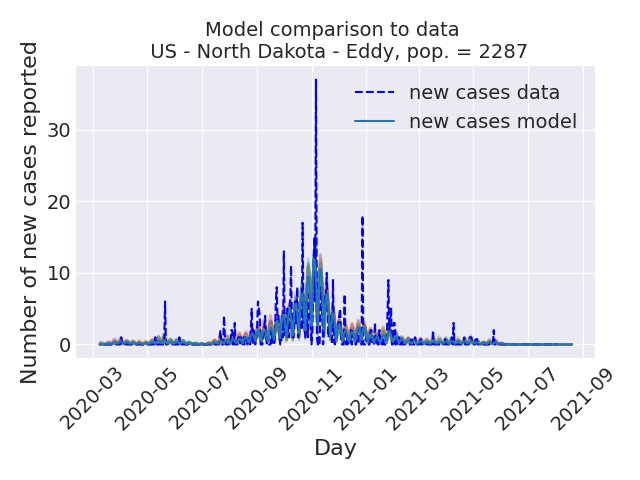 Model comparison to data
US - North Dakota - Eddy, pop. = 2287
new cases data
new cases model
Number of new cases reported
30
20
10
0
2020-03
2020-05
2020-07
2020-09
2020-11
2021-01
2021-03
2021-05
2021-07
2021-09
Day